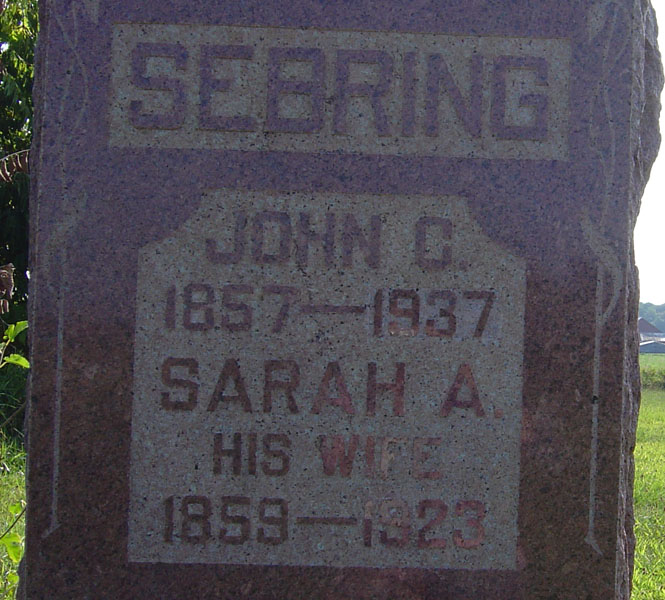 SEBRING
JOHN C.
1857—1937
SARAH A.
HIS WIFE
1859—1923